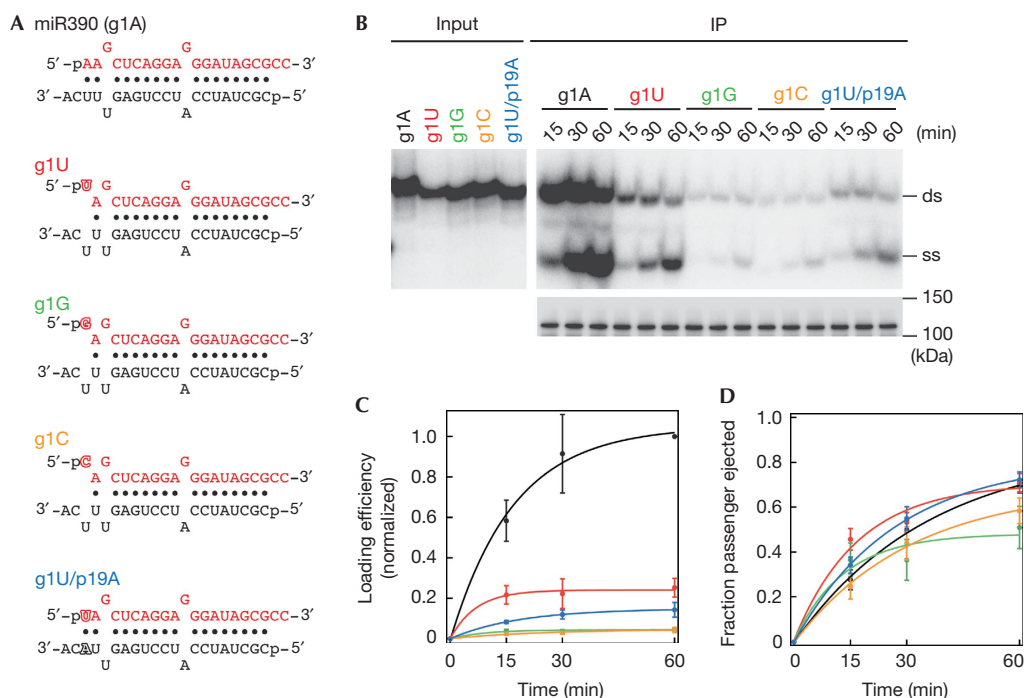 A miR390 (g1A)
G G
5′-pAA CUCAGGA GGAUAGCGCC-3′
3′-ACUU GAGUCCU CCUAUCGCp-5′
U A
g1U
5′-pU G G
A CUCAGGA GGAUAGCGCC-3′
3′-AC U GAGUCCU CCUAUCGCp-5′
U U A
g1G
5′-pG G G
A CUCAGGA GGAUAGCGCC-3′
3′-AC U GAGUCCU CCUAUCGCp-5′
U U A
g1C
5′-pC G G
A CUCAGGA GGAUAGCGCC-3′
3′-AC U GAGUCCU CCUAUCGCp-5′
U U A
g1U/p19A
G G
5′-pUA CUCAGGA GGAUAGCGCC-3′
3′-ACAU GAGUCCU CCUAUCGCp-5′
U A
B Input IP
g1A g1U g1G g1C g1U/p19A
g1A g1U g1G g1C g1U/p19A
15 30 60 15 30 60 15 30 60 15 30 60 15 30 60 (min)
ds
ss
150
100
(kDa)
C
Loading efficiency
(normalized)
1.0
0.8
0.6
0.4
0.2
0
0 15 30 60
Time (min)
D
Fraction passenger ejected
1.0
0.8
0.6
0.4
0.2
0
0 15 30 60
Time (min)